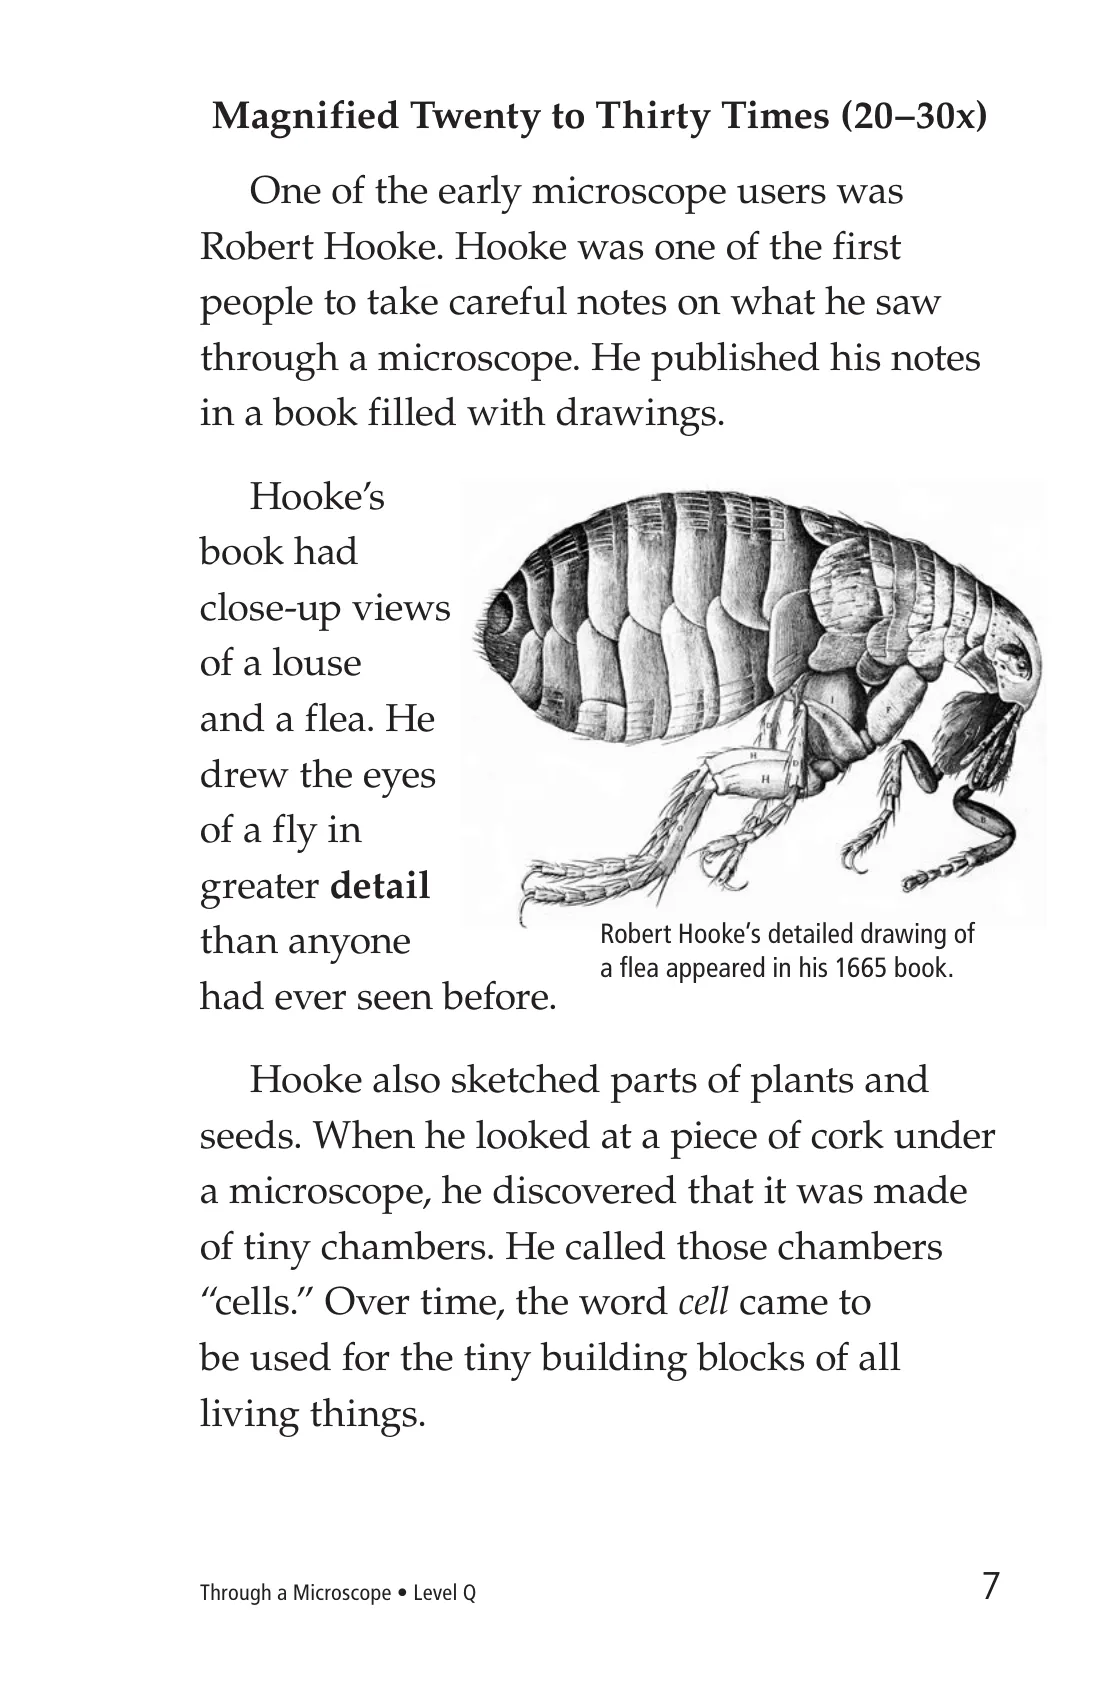 Magnified Twenty to Thirty Times (20–30x)
One of the early microscope users was
Robert Hooke. Hooke was one of the first
people to take careful notes on what he saw
through a microscope. He published his notes
in a book filled with drawings.
Hooke’s
book had
close-up views
of a louse
and a flea. He
drew the eyes
of a fly in
greater detail
than anyone
had ever seen before.
Robert Hooke’s detailed drawing of
a flea appeared in his 1665 book.
Hooke also sketched parts of plants and
seeds. When he looked at a piece of cork under
a microscope, he discovered that it was made
of tiny chambers. He called those chambers
“cells.” Over time, the word cell came to
be used for the tiny building blocks of all
living things.
Through a Microscope • Level Q
7